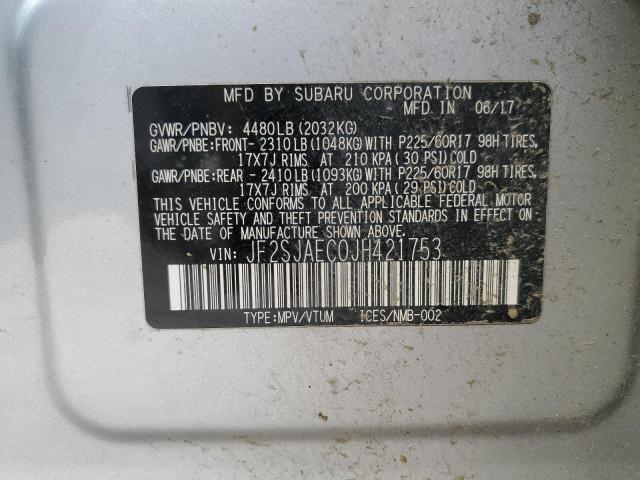 MFD BY SUBARU CORPORATION
MFD IN 06/17
GVWR/PNBV: 4480LB (2032KG)
GAWR/PNBE:FRONT- 2310LB (1048KG) WITH P225/60R17 98H TIRES,
17X7J RIMS AT 210 KPA (30 PSI) COLD
GAWR/PNBE:REAR - 2410LB (1093KG) WITH P225/60R17 98H TIRES,
17X7J RIMS AT 200 KPA (29 PSI) COLD
THIS VEHICLE CONFORMS TO ALL APPLICABLE FEDERAL MOTOR
VEHICLE SAFETY AND THEFT PREVENTION STANDARDS IN EFFECT ON
THE DATE OF MANUFACTURE SHOWN ABOVE.
VIN: JF2SJAEC0JH421753
TYPE:MPV/VTUM ICES/NMB-002